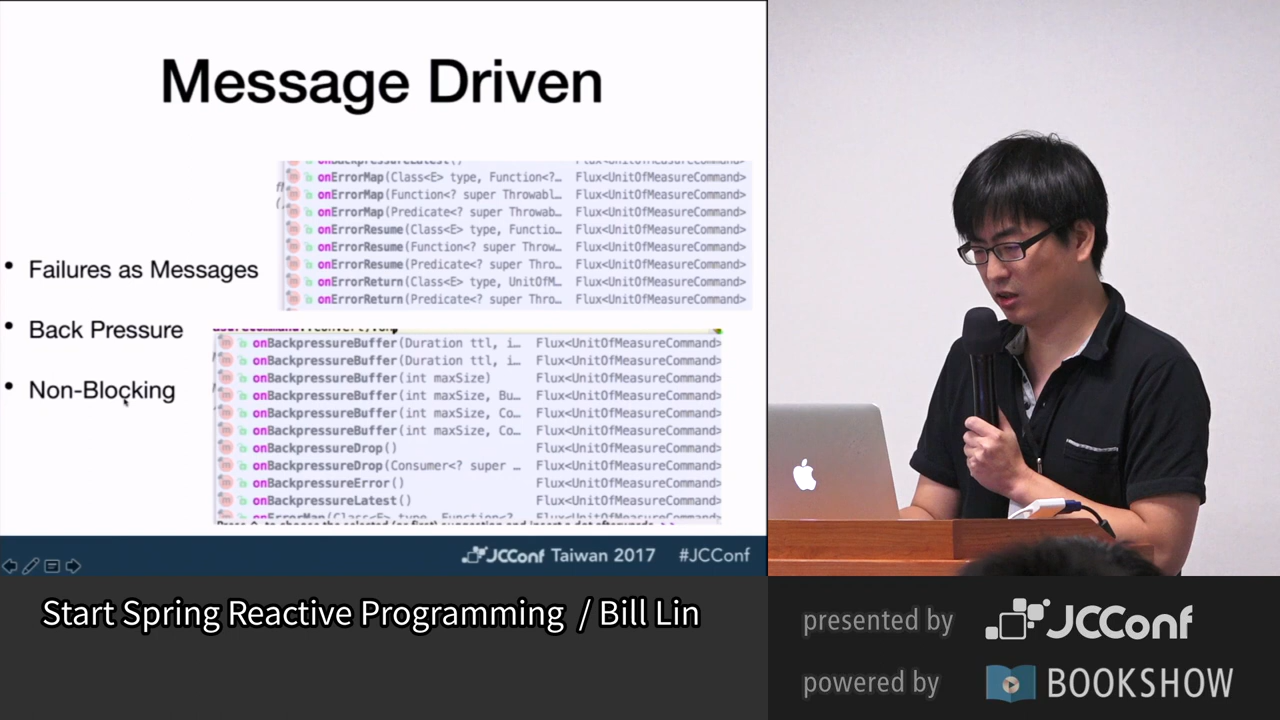 Message Driven
onErrorMap(Class<E> type, Function<?… Flux<UnitOfMeasureCommand>
onErrorMap(Function<? super Throwabl… Flux<UnitOfMeasureCommand>
onErrorMap(Predicate<? super Throwab… Flux<UnitOfMeasureCommand>
onErrorResume(Class<E> type, Functio… Flux<UnitOfMeasureCommand>
onErrorResume(Function<? super Throw… Flux<UnitOfMeasureCommand>
onErrorResume(Predicate<? super Thro… Flux<UnitOfMeasureCommand>
onErrorReturn(Class<E> type, UnitOfM… Flux<UnitOfMeasureCommand>
onErrorReturn(Predicate<? super Thro… Flux<UnitOfMeasureCommand>
• Failures as Messages
• Back Pressure
• Non-Blocking
onBackpressureBuffer(Duration ttl, i… Flux<UnitOfMeasureCommand>
onBackpressureBuffer(Duration ttl, i… Flux<UnitOfMeasureCommand>
onBackpressureBuffer(int maxSize) Flux<UnitOfMeasureCommand>
onBackpressureBuffer(int maxSize, Bu… Flux<UnitOfMeasureCommand>
onBackpressureBuffer(int maxSize, Co… Flux<UnitOfMeasureCommand>
onBackpressureBuffer(int maxSize, Co… Flux<UnitOfMeasureCommand>
onBackpressureDrop() Flux<UnitOfMeasureCommand>
onBackpressureDrop(Consumer<? super … Flux<UnitOfMeasureCommand>
onBackpressureError() Flux<UnitOfMeasureCommand>
onBackpressureLatest() Flux<UnitOfMeasureCommand>
onErrorMap(Class<E> type, Function<? Flux<UnitOfMeasureCommand>
JCConf Taiwan 2017 #JCConf
Start Spring Reactive Programming / Bill Lin
presented by JCConf
powered by BOOKSHOW